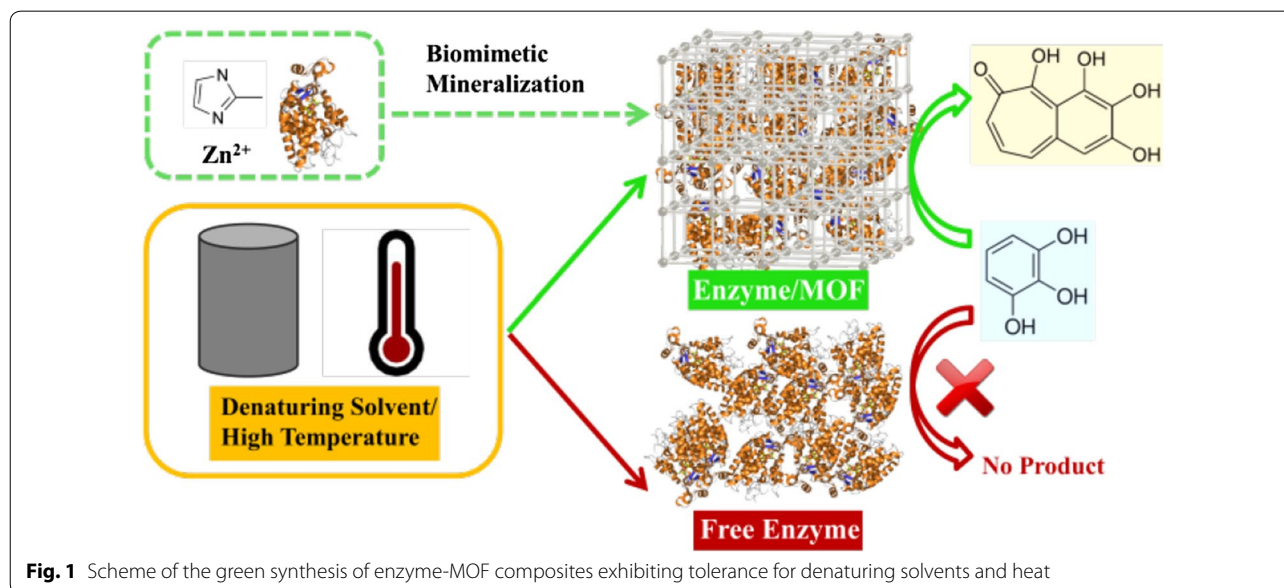 Biomimetic
Mineralization
N
N
Zn²⁺
O
OH
OH
OH
OH
Enzyme/MOF
OH
OH
OH
Denaturing Solvent/
High Temperature
No Product
Free Enzyme
Fig. 1 Scheme of the green synthesis of enzyme-MOF composites exhibiting tolerance for denaturing solvents and heat